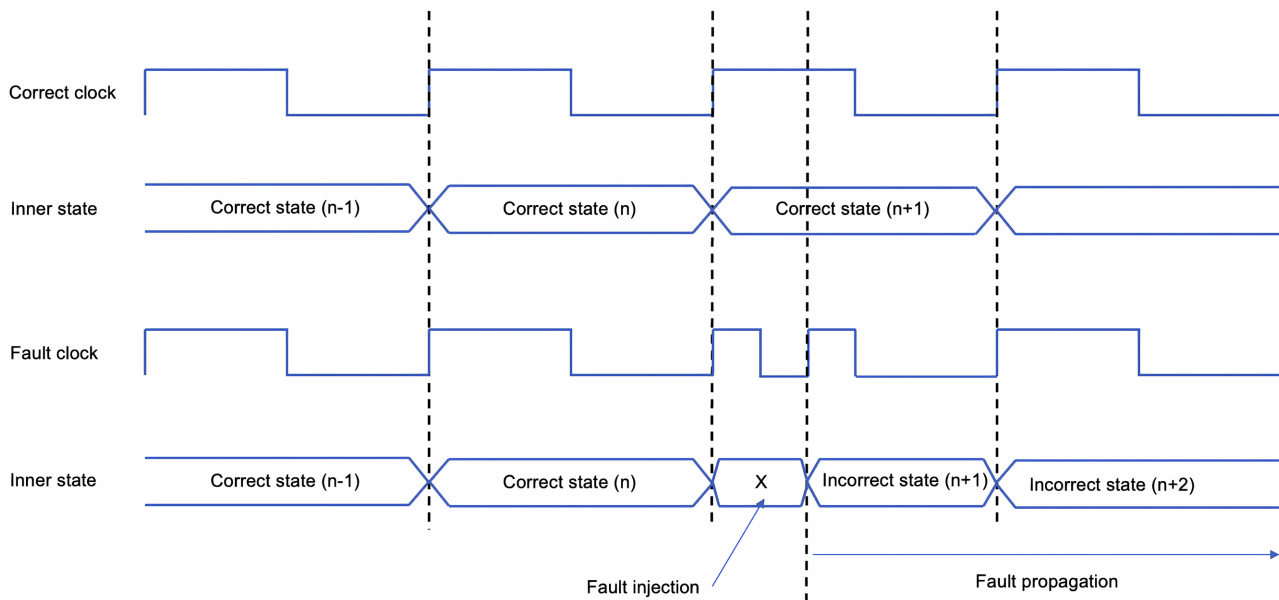 Correct clock
Inner state
Correct state (n-1)
Correct state (n)
Correct state (n+1)
Fault clock
Inner state
Correct state (n-1)
Correct state (n)
X
Incorrect state (n+1)
Incorrect state (n+2)
Fault injection
Fault propagation